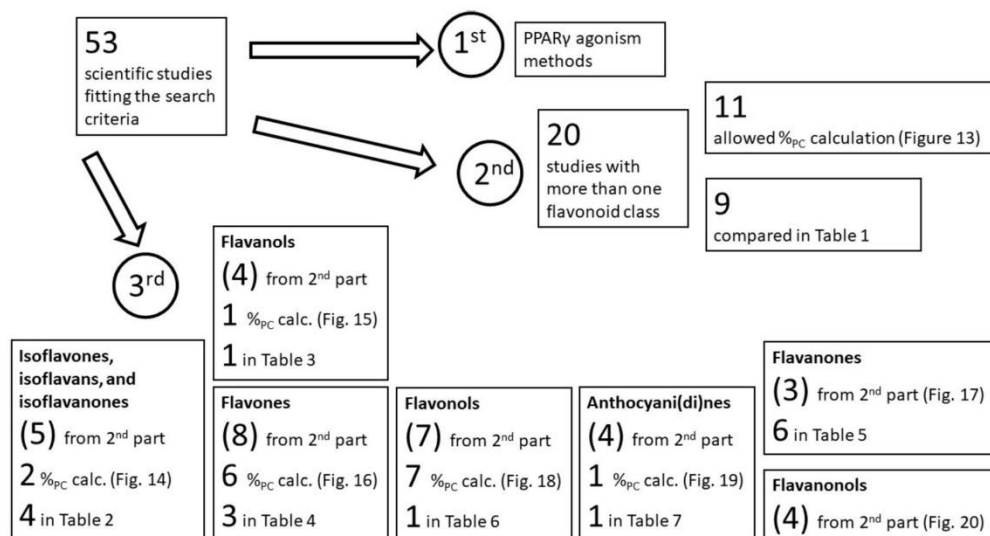 53
scientific studies
fitting the search
criteria
1st
PPARγ agonism
methods
2nd
20
studies with
more than one
flavonoid class
11
allowed %PC calculation (Figure 13)
9
compared in Table 1
3rd
Flavanols
(4) from 2nd part
1 %PC calc. (Fig. 15)
1 in Table 3
Isoflavones,
isoflavans, and
isoflavanones
(5) from 2nd part
2 %PC calc. (Fig. 14)
4 in Table 2
Flavones
(8) from 2nd part
6 %PC calc. (Fig. 16)
3 in Table 4
Flavonols
(7) from 2nd part
7 %PC calc. (Fig. 18)
1 in Table 6
Anthocyani(di)nes
(4) from 2nd part
1 %PC calc. (Fig. 19)
1 in Table 7
Flavanones
(3) from 2nd part (Fig. 17)
6 in Table 5
Flavanonols
(4) from 2nd part (Fig. 20)